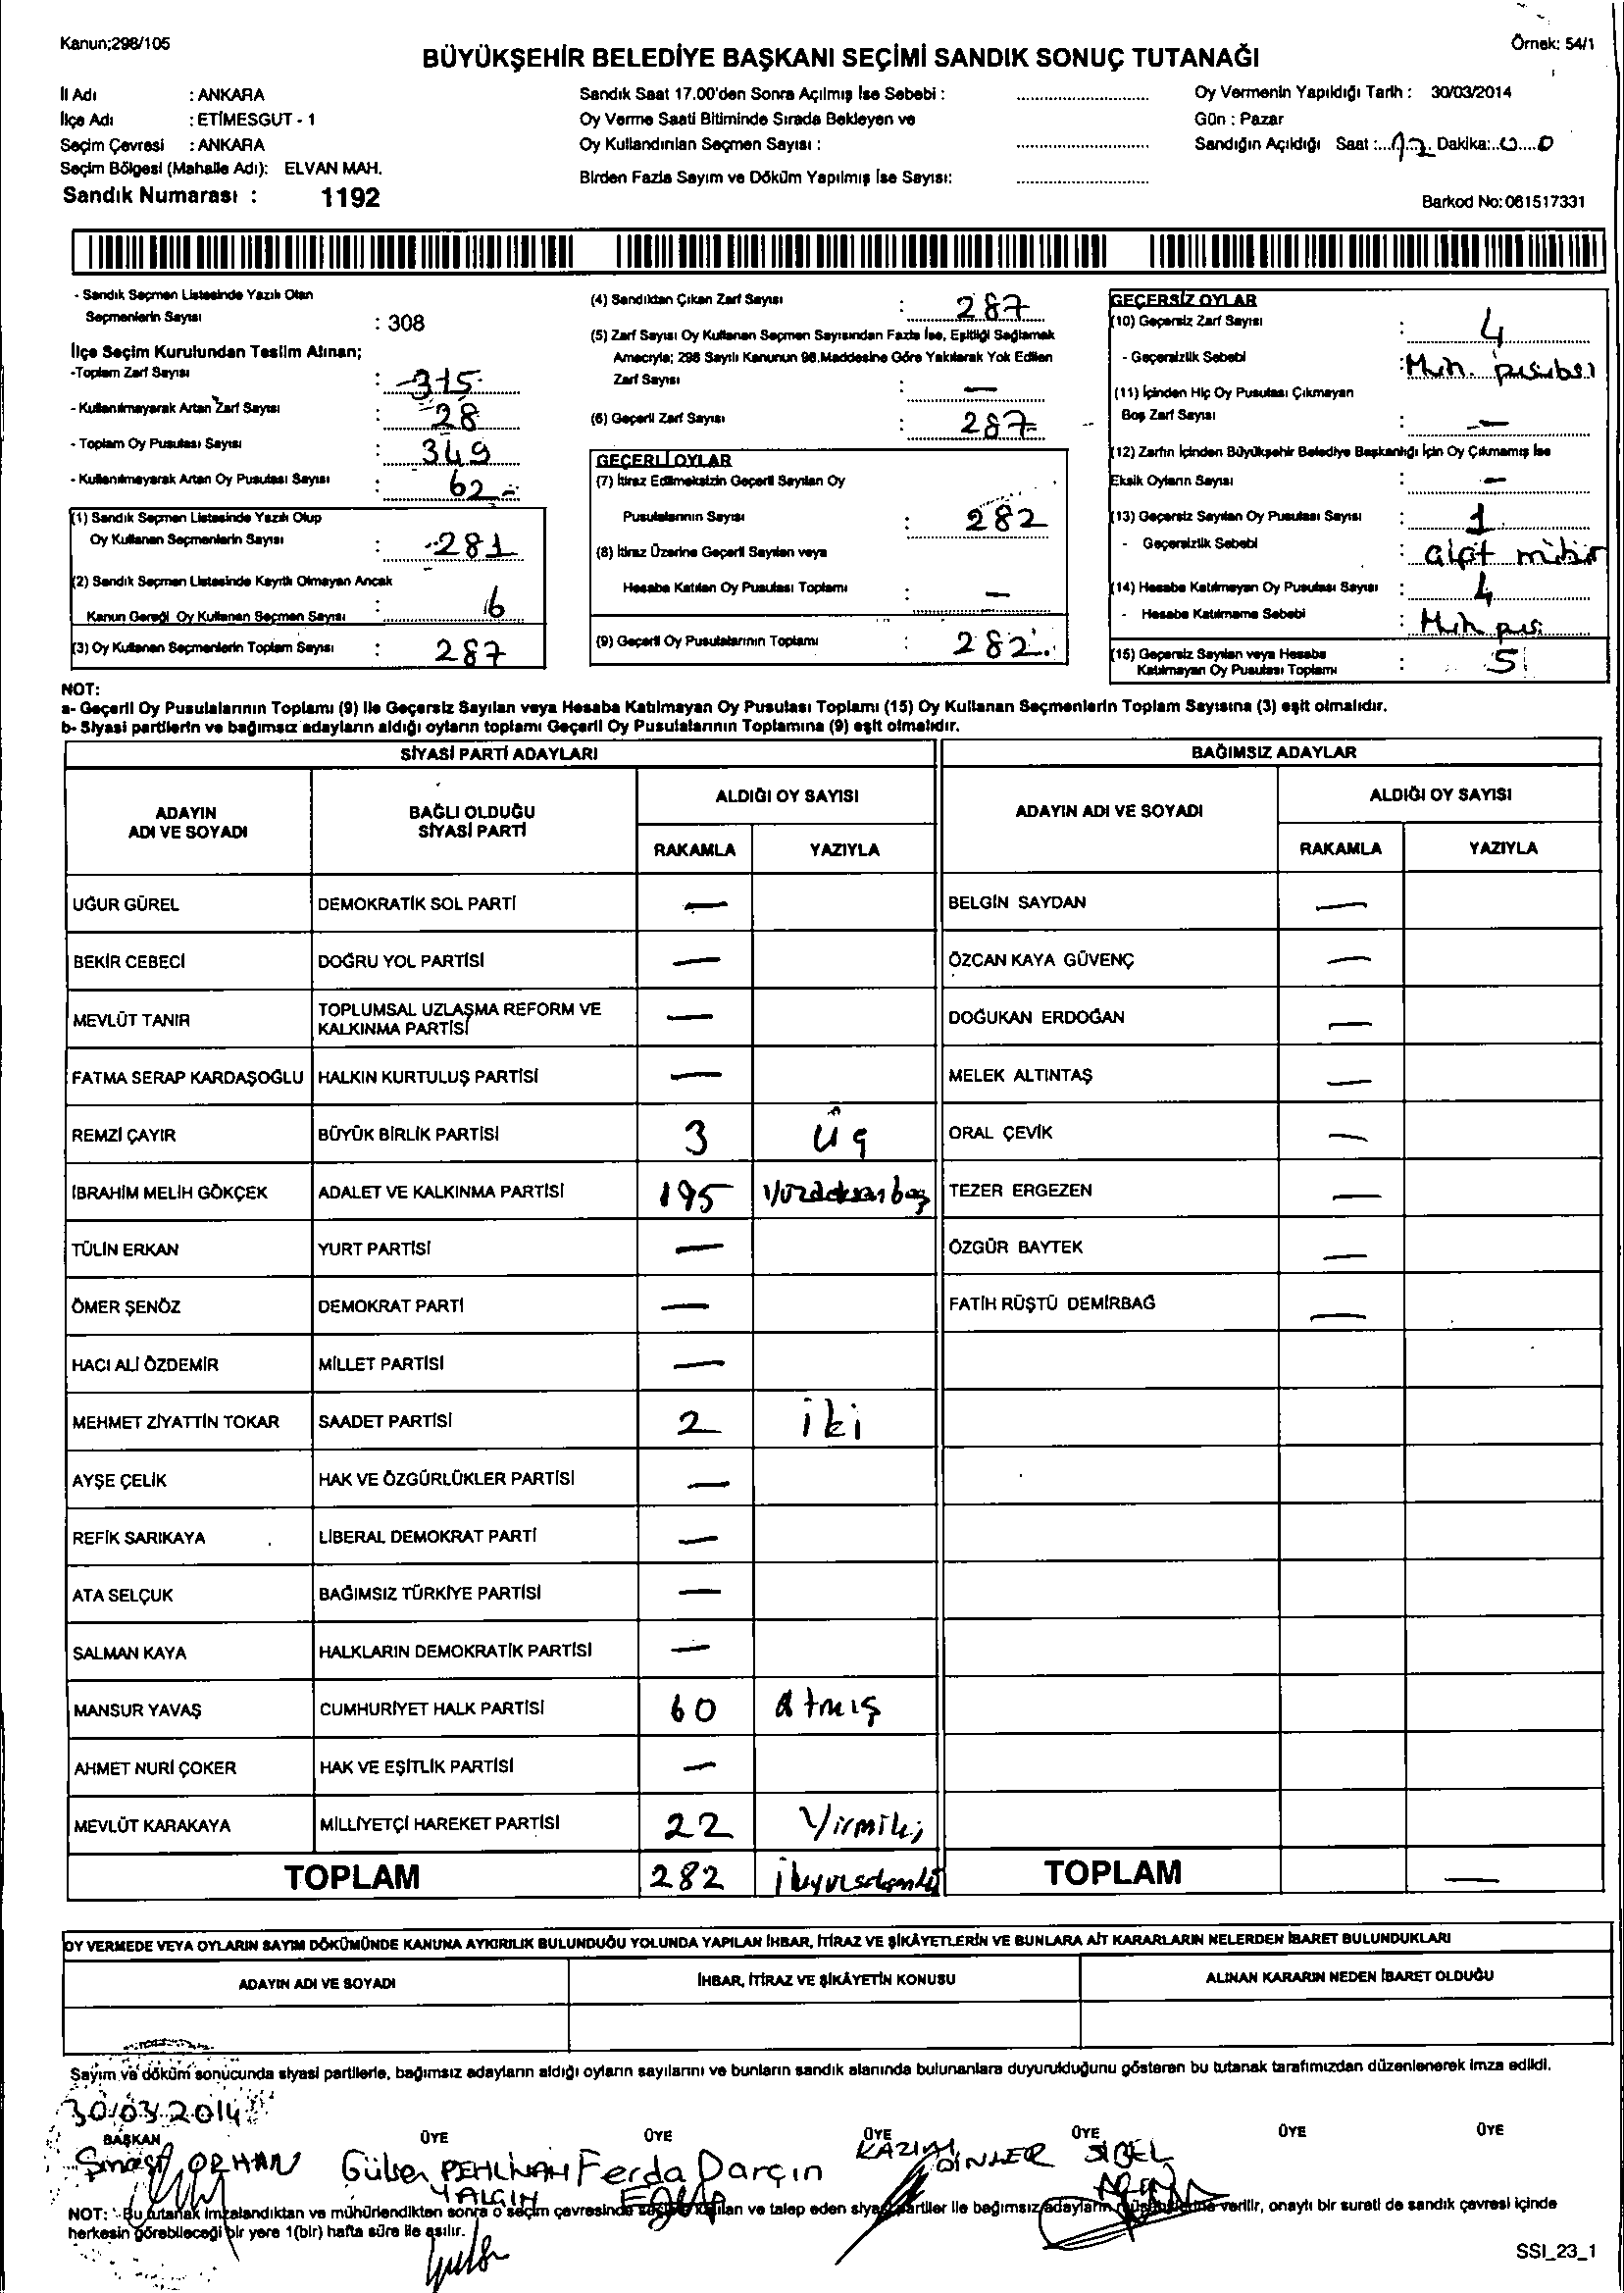 Kanun;298/105
Örnek: 54/1
BÜYÜKŞEHİR BELEDİYE BAŞKANI SEÇİMİ SANDIK SONUÇ TUTANAĞI
İl Adı : ANKARA
İlçe Adı : ETİMESGUT - 1
Seçim Çevresi : ANKARA
Seçim Bölgesi (Mahalle Adı): ELVAN MAH.
Sandık Numarası : 1192
Sandık Saat 17.00'den Sonra Açılmış İse Sebebi :
Oy Verme Saati Bitiminde Sırada Bekleyen ve
Oy Kullandırılan Seçmen Sayısı :
Birden Fazla Sayım ve Döküm Yapılmış İse Sayısı:
Oy Vermenin Yapıldığı Tarih : 30/03/2014
Gün : Pazar
Sandığın Açıldığı Saat : 17 Dakika: 0 0
Barkod No: 061517331
- Sandık Seçmen Listesinde Yazılı Olan
Seçmenlerin Sayısı : 308
İlçe Seçim Kurulundan Teslim Alınan;
-Toplam Zarf Sayısı : 315
- Kullanılmayarak Artan Zarf Sayısı : 28
- Toplam Oy Pusulası Sayısı : 349
- Kullanılmayarak Artan Oy Pusulası Sayısı : 62
(1) Sandık Seçmen Listesinde Yazılı Olup
Oy Kullanan Seçmenlerin Sayısı : 281
(2) Sandık Seçmen Listesinde Kayıtlı Olmayan Ancak
Kanun Gereği Oy Kullanan Seçmen Sayısı : 6
(3) Oy Kullanan Seçmenlerin Toplam Sayısı : 287
(4) Sandıktan Çıkan Zarf Sayısı : 287
(5) Zarf Sayısı Oy Kullanan Seçmen Sayısından Fazla İse, Eşitliği Sağlamak
Amacıyla; 298 Sayılı Kanunun 98.Maddesine Göre Yakılarak Yok Edilen
Zarf Sayısı : —
(6) Geçerli Zarf Sayısı : 287
GEÇERLİ OYLAR
(7) İtiraz Edilmeksizin Geçerli Sayılan Oy
Pusulalarının Sayısı : 282
(8) İtiraz Üzerine Geçerli Sayılan veya
Hesaba Katılan Oy Pusulası Toplamı : —
(9) Geçerli Oy Pusulalarının Toplamı : 282
GEÇERSİZ OYLAR
(10) Geçersiz Zarf Sayısı : 4
- Geçersizlik Sebebi : Müh. pusulası
(11) İçinden Hiç Oy Pusulası Çıkmayan
Boş Zarf Sayısı : —
(12) Zarfın İçinden Büyükşehir Belediye Başkanlığı İçin Oy Çıkmamış İse
Eksik Oyların Sayısı : —
(13) Geçersiz Sayılan Oy Pusulası Sayısı : 1
- Geçersizlik Sebebi :
(14) Hesaba Katılmayan Oy Pusulası Sayısı : 4
- Hesaba Katılmama Sebebi : Müh pus.
(15) Geçersiz Sayılan veya Hesaba
Katılmayan Oy Pusulası Toplamı : 5
NOT:
a- Geçerli Oy Pusulalarının Toplamı (9) ile Geçersiz Sayılan veya Hesaba Katılmayan Oy Pusulası Toplamı (15) Oy Kullanan Seçmenlerin Toplam Sayısına (3) eşit olmalıdır.
b- Siyasi partilerin ve bağımsız adayların aldığı oyların toplamı Geçerli Oy Pusulalarının Toplamına (9) eşit olmalıdır.
SİYASİ PARTİ ADAYLARI
ADAYIN ADI VE SOYADI BAĞLI OLDUĞU SİYASİ PARTİ ALDIĞI OY SAYISI
RAKAMLA YAZIYLA
UĞUR GÜREL DEMOKRATİK SOL PARTİ —
BEKİR CEBECİ DOĞRU YOL PARTİSİ —
MEVLÜT TANIR TOPLUMSAL UZLAŞMA REFORM VE KALKINMA PARTİSİ —
FATMA SERAP KARDAŞOĞLU HALKIN KURTULUŞ PARTİSİ —
REMZİ ÇAYIR BÜYÜK BİRLİK PARTİSİ 3 üç
İBRAHİM MELİH GÖKÇEK ADALET VE KALKINMA PARTİSİ 195
TÜLİN ERKAN YURT PARTİSİ —
ÖMER ŞENÖZ DEMOKRAT PARTİ —
HACI ALİ ÖZDEMİR MİLLET PARTİSİ —
MEHMET ZİYATTİN TOKAR SAADET PARTİSİ 2 iki
AYŞE ÇELİK HAK VE ÖZGÜRLÜKLER PARTİSİ —
REFİK SARIKAYA LİBERAL DEMOKRAT PARTİ —
ATA SELÇUK BAĞIMSIZ TÜRKİYE PARTİSİ —
SALMAN KAYA HALKLARIN DEMOKRATİK PARTİSİ —
MANSUR YAVAŞ CUMHURİYET HALK PARTİSİ 60 atmış
AHMET NURİ ÇOKER HAK VE EŞİTLİK PARTİSİ —
MEVLÜT KARAKAYA MİLLİYETÇİ HAREKET PARTİSİ 22 Yirmiki
TOPLAM 282
BAĞIMSIZ ADAYLAR
ADAYIN ADI VE SOYADI ALDIĞI OY SAYISI
RAKAMLA YAZIYLA
BELGİN SAYDAN —
ÖZCAN KAYA GÜVENÇ —
DOĞUKAN ERDOĞAN —
MELEK ALTINTAŞ —
ORAL ÇEVİK —
TEZER ERGEZEN —
ÖZGÜR BAYTEK —
FATİH RÜŞTÜ DEMİRBAĞ —
TOPLAM —
OY VERMEDE VEYA OYLARIN SAYIM DÖKÜMÜNDE KANUNA AYKIRILIK BULUNDUĞU YOLUNDA YAPILAN İHBAR, İTİRAZ VE ŞİKÂYETLERİN VE BUNLARA AİT KARARLARIN NELERDEN İBARET BULUNDUKLARI
ADAYIN ADI VE SOYADI İHBAR, İTİRAZ VE ŞİKÂYETİN KONUSU ALINAN KARARIN NEDEN İBARET OLDUĞU
Sayım ve döküm sonucunda siyasi partilerle, bağımsız adayların aldığı oyların sayılarını ve bunların sandık alanında bulunanlara duyurulduğunu gösteren bu tutanak tarafımızdan düzenlenerek imza edildi.
30/03/2014
BAŞKAN ÜYE ÜYE ÜYE ÜYE ÜYE ÜYE
Şinasi ORHAN Gülsen PEHLİVAN YALÇIN Ferda Darçın KAZIM DİNLER SİBEL
NOT: Bu tutanak imzalandıktan ve mühürlendikten sonra o seçim çevresinde seçime katılan ve talep eden siyasi partiler ile bağımsız adayların müşahitlerine verilir, onaylı bir sureti de sandık çevresi içinde
herkesin görebileceği bir yere 1(bir) hafta süre ile asılır.
SSI_23_1